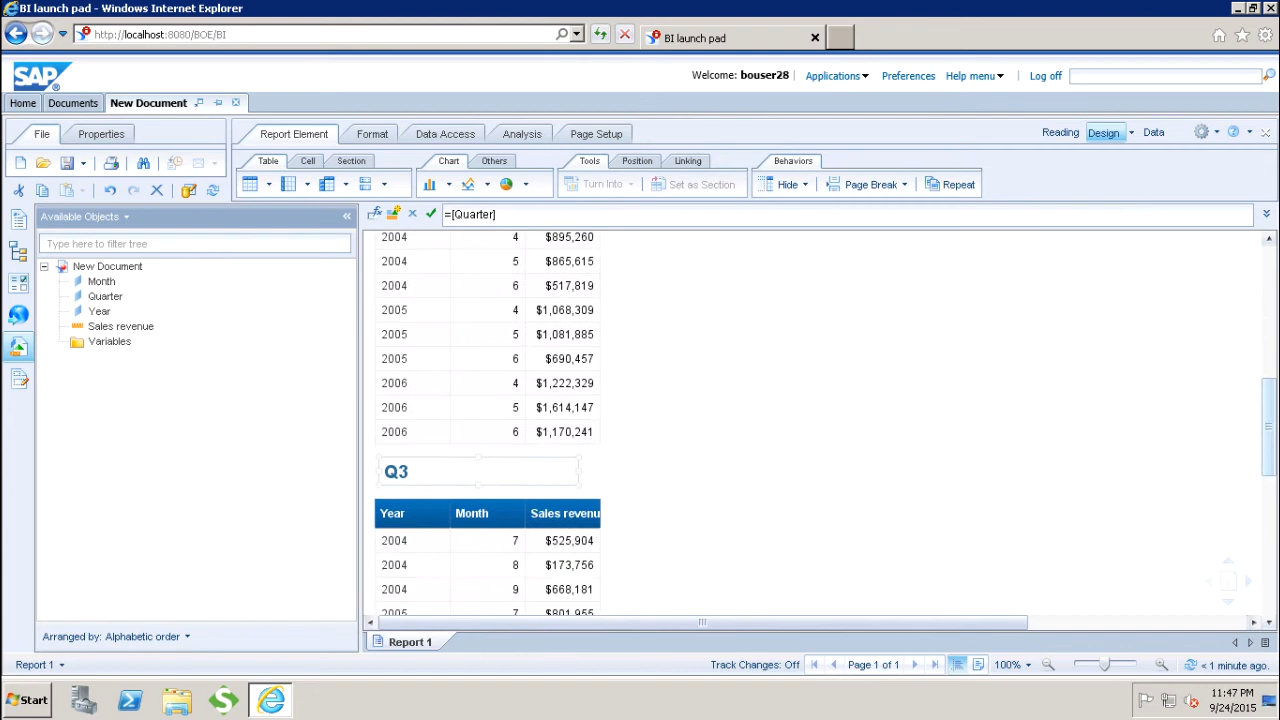 BI launch pad - Windows Internet Explorer
http://localhost:8080/BOE/BI
BI launch pad
SAP
Welcome: bouser28 Applications Preferences Help menu Log off
Home Documents New Document
File Properties Report Element Format Data Access Analysis Page Setup Reading Design Data
Table Cell Section Chart Others Tools Position Linking Behaviors
Turn Into Set as Section Hide Page Break Repeat
Available Objects
=[Quarter]
Type here to filter tree
New Document
Month
Quarter
Year
Sales revenue
Variables
Arranged by: Alphabetic order
2004 4 $895,260
2004 5 $865,615
2004 6 $517,819
2005 4 $1,068,309
2005 5 $1,081,885
2005 6 $690,457
2006 4 $1,222,329
2006 5 $1,614,147
2006 6 $1,170,241
Q3
Year Month Sales revenu
2004 7 $525,904
2004 8 $173,756
2004 9 $668,181
2005 7 $801,955
Report 1
Report 1 Track Changes: Off Page 1 of 1 100% < 1 minute ago.
Start
11:47 PM
9/24/2015